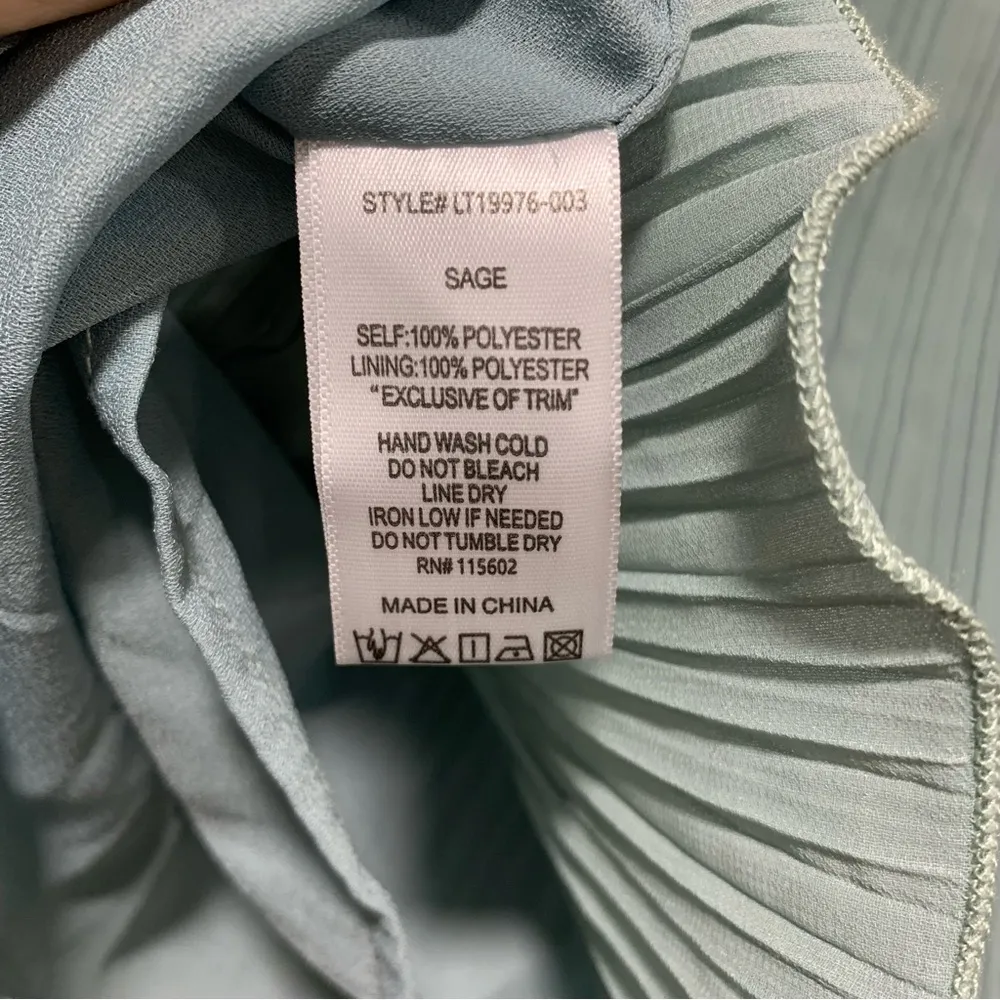 STYLE# LT19976-003
SAGE
SELF:100% POLYESTER
LINING:100% POLYESTER
"EXCLUSIVE OF TRIM"
HAND WASH COLD
DO NOT BLEACH
LINE DRY
IRON LOW IF NEEDED
DO NOT TUMBLE DRY
RN# 115602
MADE IN CHINA